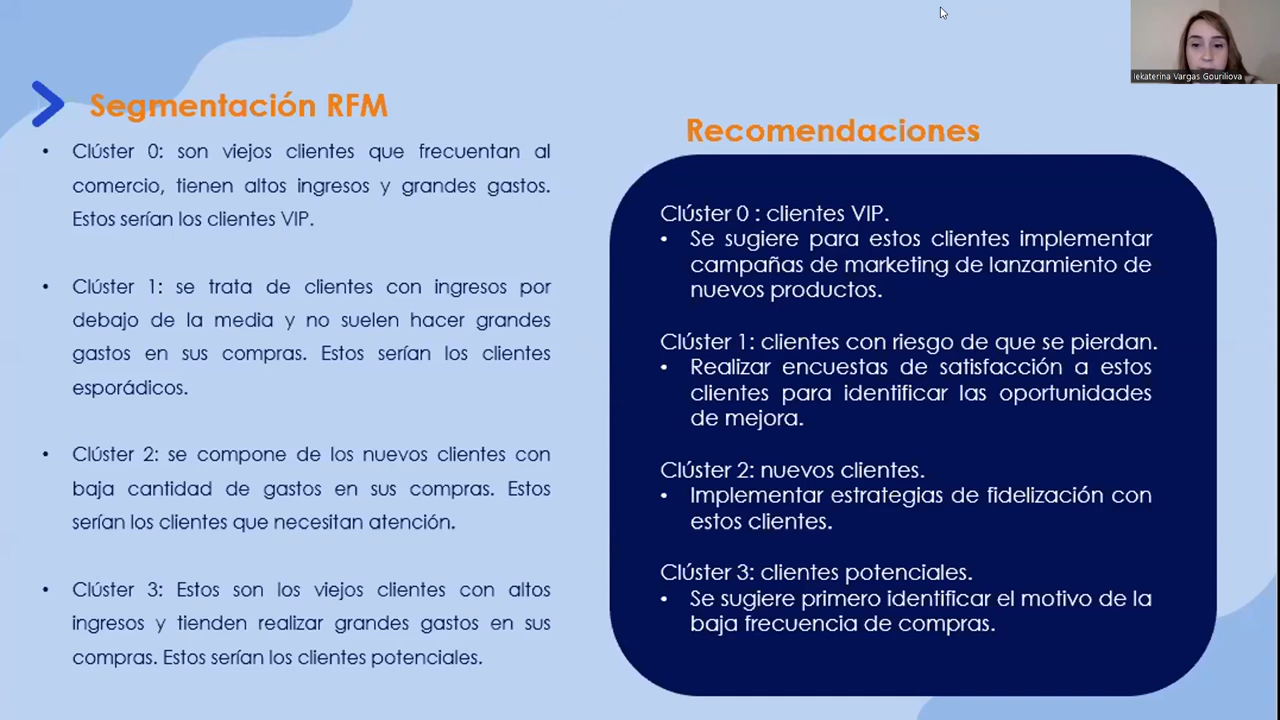 Iekaterina Vargas Gouriliova
Segmentación RFM
• Clúster 0: son viejos clientes que frecuentan al
comercio, tienen altos ingresos y grandes gastos.
Estos serían los clientes VIP.
• Clúster 1: se trata de clientes con ingresos por
debajo de la media y no suelen hacer grandes
gastos en sus compras. Estos serían los clientes
esporádicos.
• Clúster 2: se compone de los nuevos clientes con
baja cantidad de gastos en sus compras. Estos
serían los clientes que necesitan atención.
• Clúster 3: Estos son los viejos clientes con altos
ingresos y tienden realizar grandes gastos en sus
compras. Estos serían los clientes potenciales.
Recomendaciones
Clúster 0 : clientes VIP.
• Se sugiere para estos clientes implementar
campañas de marketing de lanzamiento de
nuevos productos.
Clúster 1: clientes con riesgo de que se pierdan.
• Realizar encuestas de satisfacción a estos
clientes para identificar las oportunidades
de mejora.
Clúster 2: nuevos clientes.
• Implementar estrategias de fidelización con
estos clientes.
Clúster 3: clientes potenciales.
• Se sugiere primero identificar el motivo de la
baja frecuencia de compras.